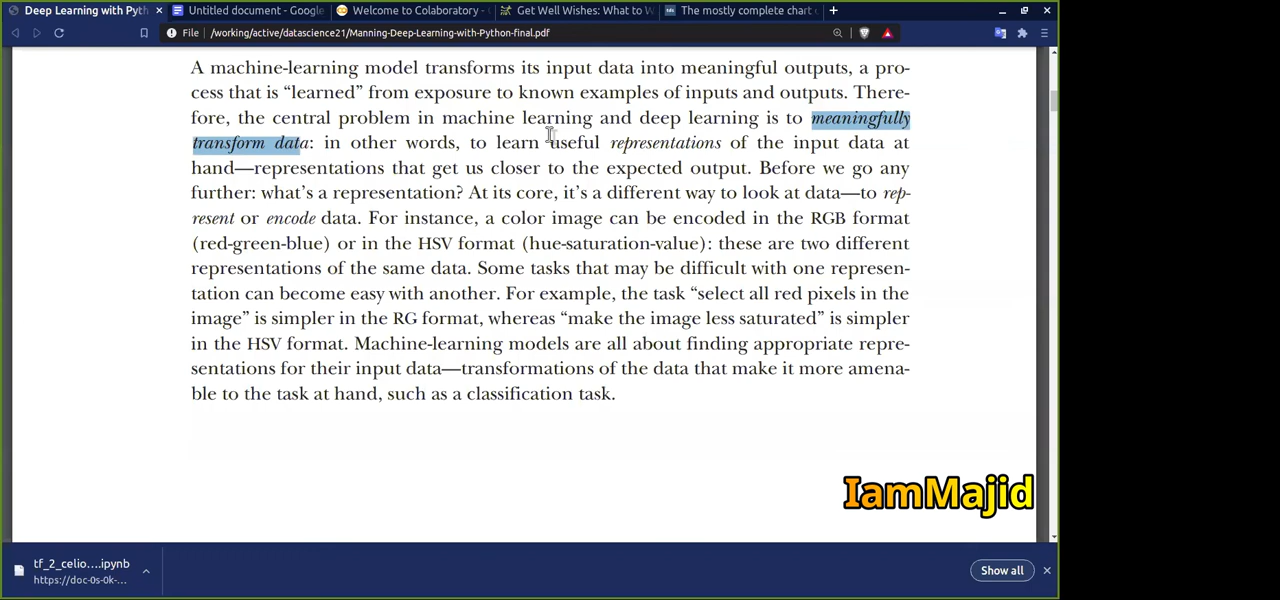 Deep Learning with Pyth
Untitled document - Google
Welcome to Colaboratory -
Get Well Wishes: What to W
The mostly complete chart
File | /working/active/datascience21/Manning-Deep-Learning-with-Python-final.pdf
A machine-learning model transforms its input data into meaningful outputs, a pro-
cess that is “learned” from exposure to known examples of inputs and outputs. There-
fore, the central problem in machine learning and deep learning is to meaningfully
transform data: in other words, to learn useful representations of the input data at
hand—representations that get us closer to the expected output. Before we go any
further: what’s a representation? At its core, it’s a different way to look at data—to rep-
resent or encode data. For instance, a color image can be encoded in the RGB format
(red-green-blue) or in the HSV format (hue-saturation-value): these are two different
representations of the same data. Some tasks that may be difficult with one represen-
tation can become easy with another. For example, the task “select all red pixels in the
image” is simpler in the RG format, whereas “make the image less saturated” is simpler
in the HSV format. Machine-learning models are all about finding appropriate repre-
sentations for their input data—transformations of the data that make it more amena-
ble to the task at hand, such as a classification task.
IamMajid
tf_2_celio....ipynb
https://doc-0s-0k-...
Show all